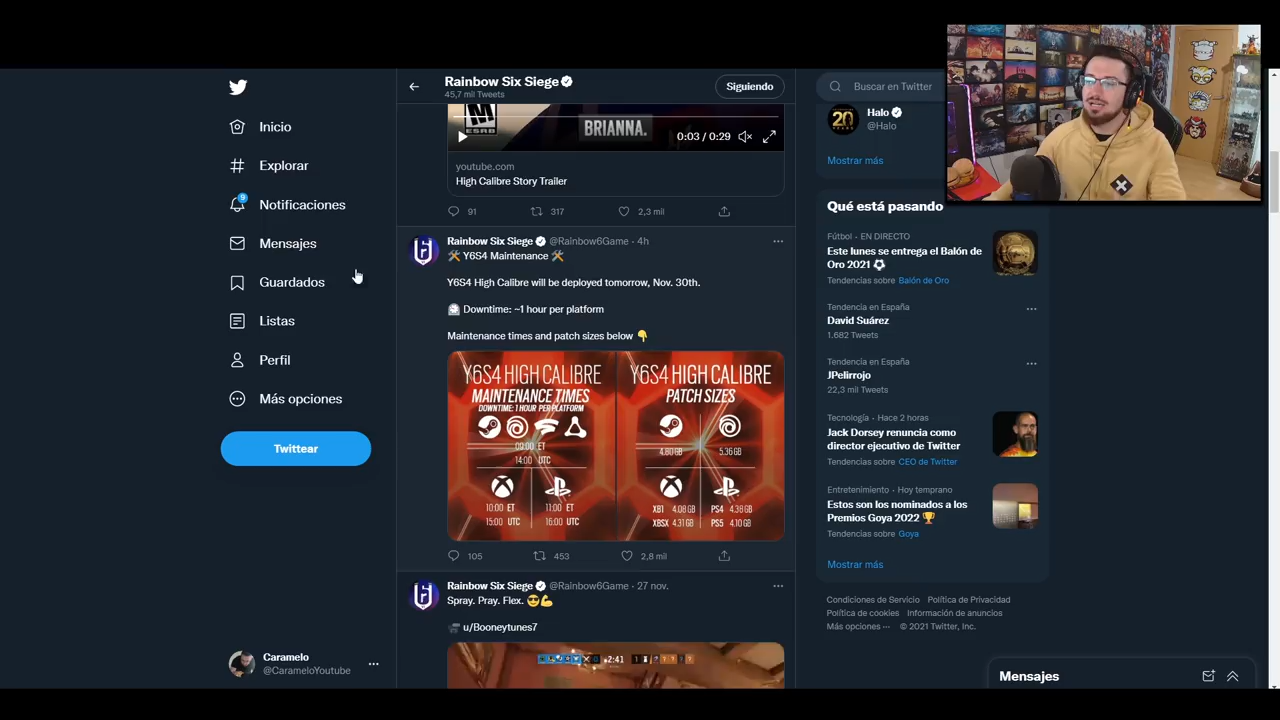 Inicio
Explorar
9
Notificaciones
Mensajes
Guardados
Listas
Perfil
Más opciones
Twittear
Caramelo
@CarameloYoutube
Rainbow Six Siege
45,7 mil Tweets
Siguiendo
M
ESRB
BRIANNA.
0:03 / 0:29
youtube.com
High Calibre Story Trailer
91 317 2,3 mil
Rainbow Six Siege @Rainbow6Game · 4h
Y6S4 Maintenance
Y6S4 High Calibre will be deployed tomorrow, Nov. 30th.
Downtime: ~1 hour per platform
Maintenance times and patch sizes below
Y6S4 HIGH CALIBRE
MAINTENANCE TIMES
DOWNTIME: 1 HOUR PER PLATFORM
09:00 ET
14:00 UTC
10:00 ET
15:00 UTC
11:00 ET
16:00 UTC
Y6S4 HIGH CALIBRE
PATCH SIZES
4.80 GB
5.36 GB
XB1 4.08 GB
XBSX 4.31 GB
PS4 4.38 GB
PS5 4.10 GB
105 453 2,8 mil
Rainbow Six Siege @Rainbow6Game · 27 nov.
Spray. Pray. Flex.
u/Booneytunes7
2:41
Buscar en Twitter
20
Halo
@Halo
Mostrar más
Qué está pasando
Fútbol · EN DIRECTO
Este lunes se entrega el Balón de
Oro 2021
Tendencias sobre Balón de Oro
Tendencia en España
David Suárez
1.682 Tweets
Tendencia en España
JPelirrojo
22,3 mil Tweets
Tecnología · Hace 2 horas
Jack Dorsey renuncia como
director ejecutivo de Twitter
Tendencias sobre CEO de Twitter
Entretenimiento · Hoy temprano
Estos son los nominados a los
Premios Goya 2022
Tendencias sobre Goya
Mostrar más
Condiciones de Servicio Política de Privacidad
Política de cookies Información de anuncios
Más opciones ··· © 2021 Twitter, Inc.
Mensajes